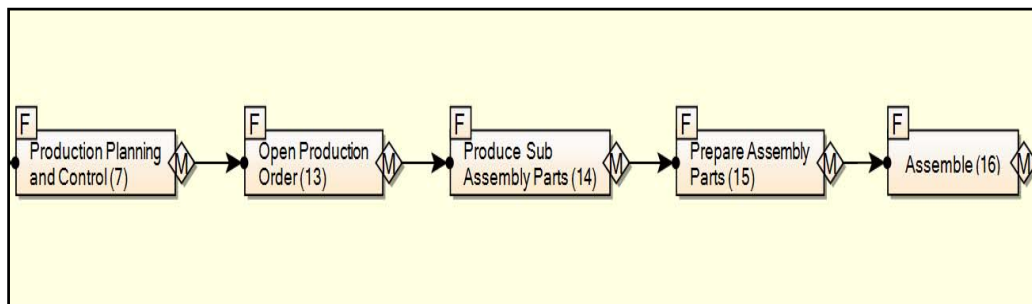 F
Production Planning
and Control (7)
M
F
Open Production
Order (13)
M
F
Produce Sub
Assembly Parts (14)
M
F
Prepare Assembly
Parts (15)
M
F
Assemble (16)
M